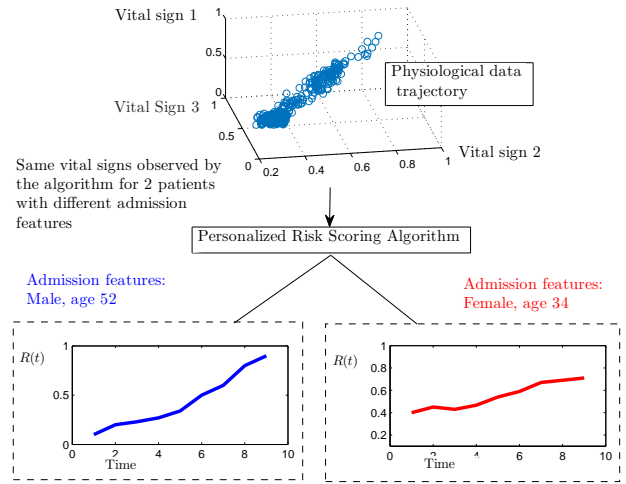 Vital sign 1
1
0.5
0
Vital Sign 3
1
0.5
0
0.2
0.4
0.6
0.8
1
Vital sign 2
Physiological data
trajectory
Same vital signs observed by
the algorithm for 2 patients
with different admission
features
Personalized Risk Scoring Algorithm
Admission features:
Male, age 52
Admission features:
Female, age 34
R(t)
1
0.5
0
0
2
4
6
8
10
Time
R(t)
1
0.8
0.6
0.4
0.2
0
2
4
6
8
10
Time